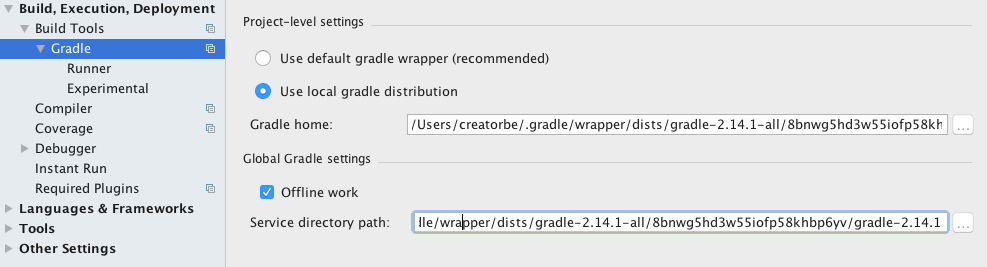 Build, Execution, Deployment
Build Tools
Gradle
Runner
Experimental
Compiler
Coverage
Debugger
Instant Run
Required Plugins
Languages & Frameworks
Tools
Other Settings
Project-level settings
Use default gradle wrapper (recommended)
Use local gradle distribution
Gradle home: /Users/creatorbe/.gradle/wrapper/dists/gradle-2.14.1-all/8bnwg5hd3w55iofp58kh
...
Global Gradle settings
Offline work
Service directory path: lle/wrapper/dists/gradle-2.14.1-all/8bnwg5hd3w55iofp58khbp6yv/gradle-2.14.1
...